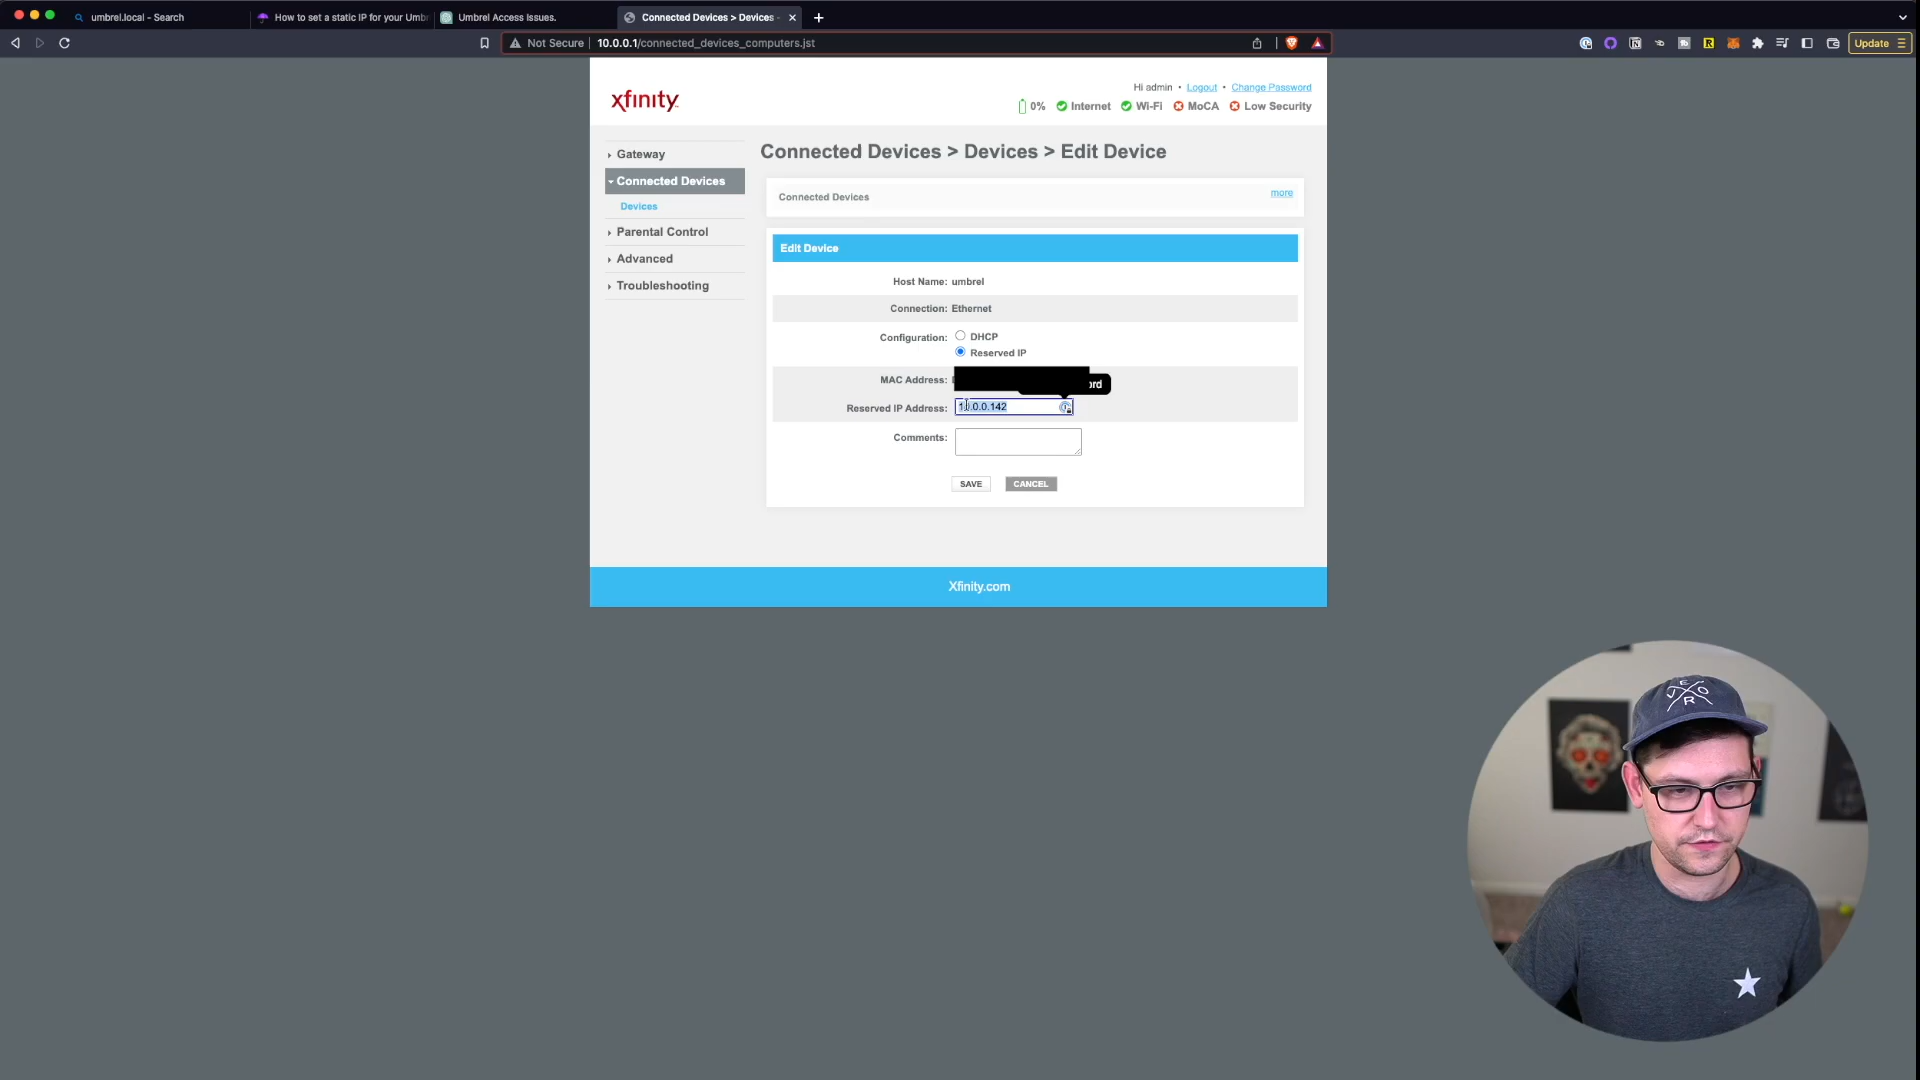 umbrel.local - Search
How to set a static IP for your Umbr
Umbrel Access Issues.
Connected Devices > Devices -
Update
Not Secure
10.0.0.1/connected_devices_computers.jst
Hi admin • Logout • Change Password
xfinity
0% Internet Wi-Fi MoCA Low Security
Gateway
Connected Devices
Devices
Parental Control
Advanced
Troubleshooting
Connected Devices > Devices > Edit Device
Connected Devices
more
Edit Device
Host Name: umbrel
Connection: Ethernet
Configuration: DHCP
Reserved IP
MAC Address:
ord
Reserved IP Address: 10.0.0.142
Comments:
SAVE CANCEL
Xfinity.com
E
J O
R